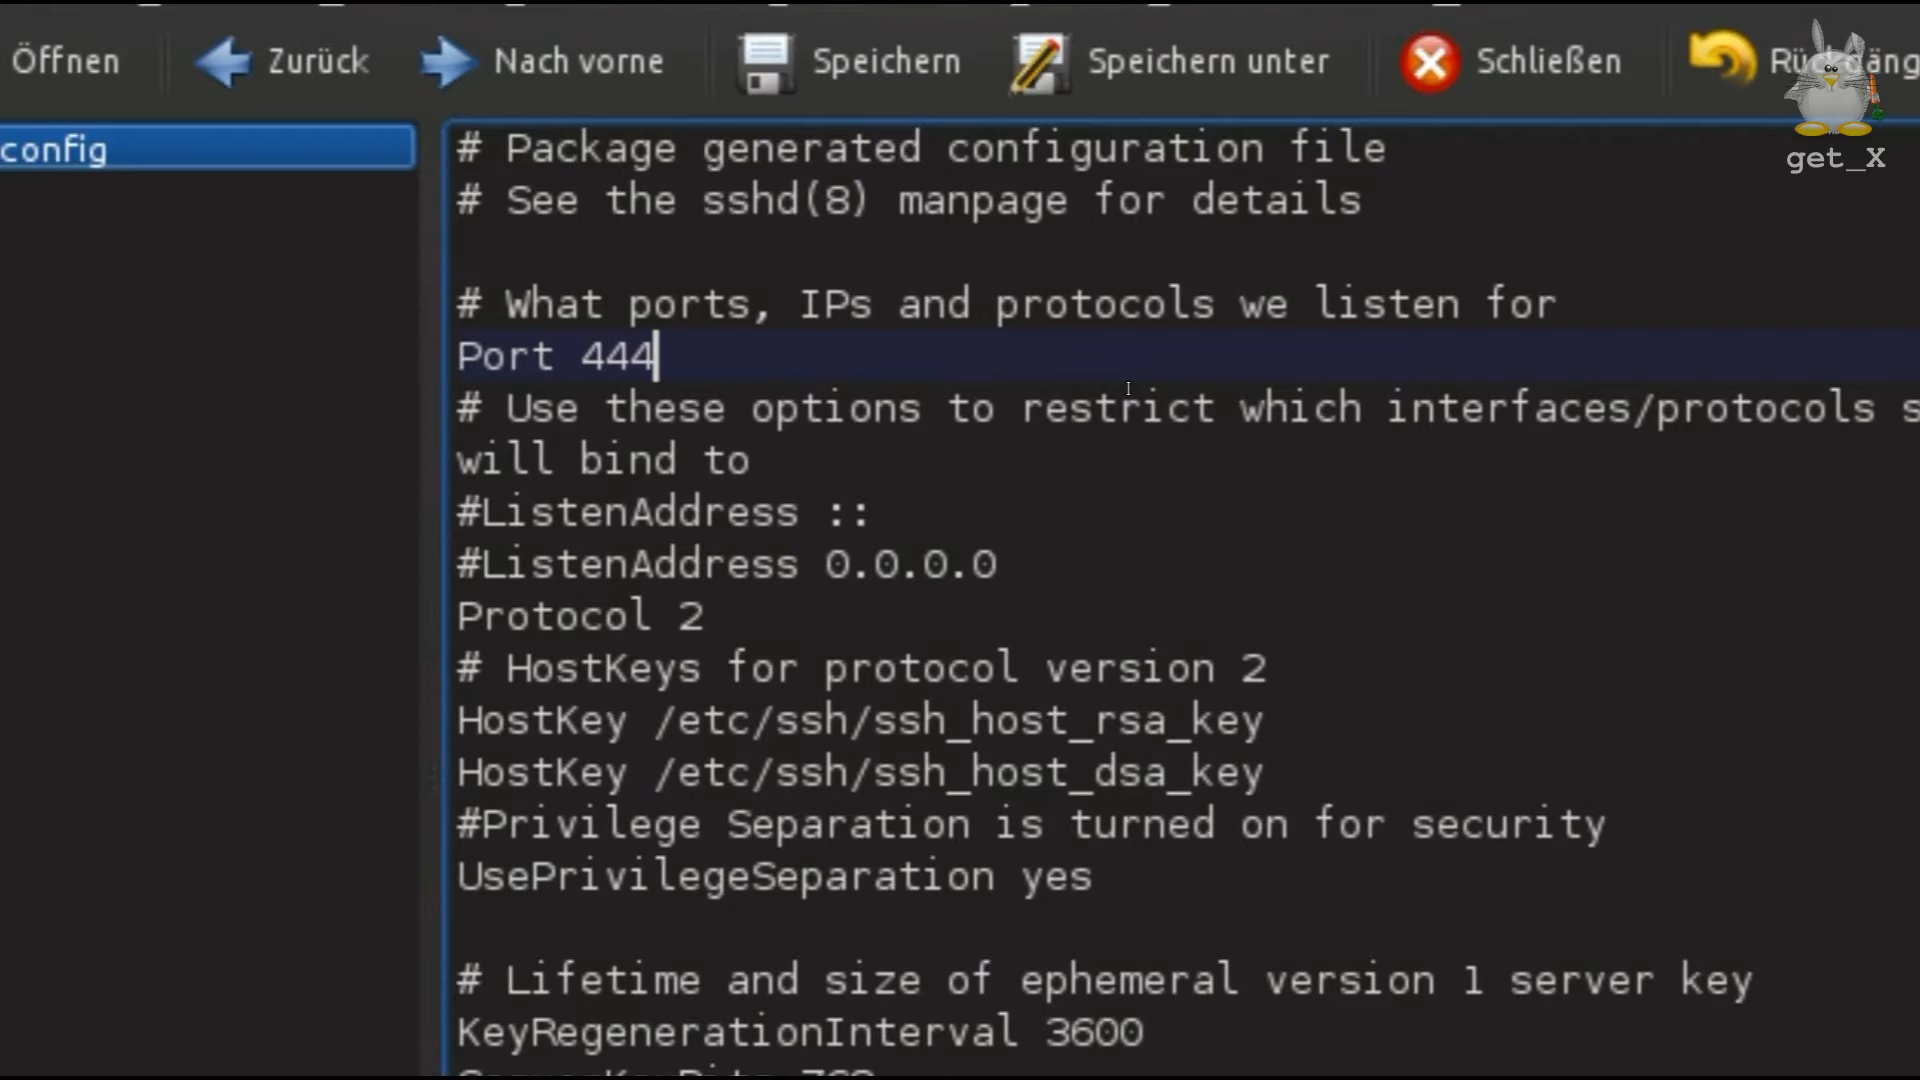 Öffnen Zurück Nach vorne Speichern Speichern unter Schließen
config
get_X
# Package generated configuration file
# See the sshd(8) manpage for details
# What ports, IPs and protocols we listen for
Port 444
# Use these options to restrict which interfaces/protocols
will bind to
#ListenAddress ::
#ListenAddress 0.0.0.0
Protocol 2
# HostKeys for protocol version 2
HostKey /etc/ssh/ssh_host_rsa_key
HostKey /etc/ssh/ssh_host_dsa_key
#Privilege Separation is turned on for security
UsePrivilegeSeparation yes
# Lifetime and size of ephemeral version 1 server key
KeyRegenerationInterval 3600